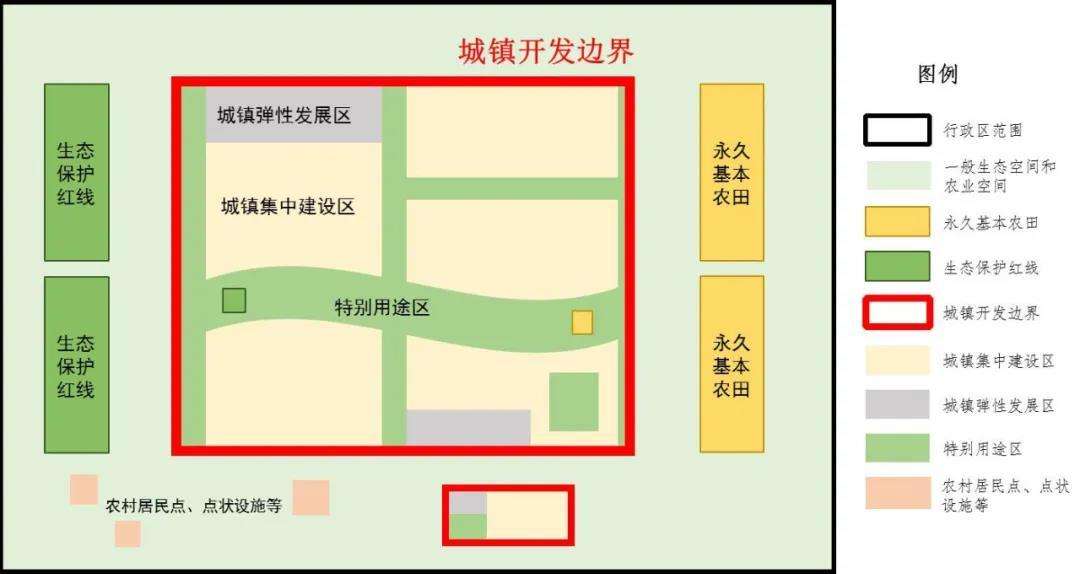 城镇开发边界
城镇弹性发展区
城镇集中建设区
特别用途区
生态
保护
红线
生态
保护
红线
永久
基本
农田
永久
基本
农田
农村居民点、点状设施等
图例
行政区范围
一般生态空间和
农业空间
永久基本农田
生态保护红线
城镇开发边界
城镇集中建设区
城镇弹性发展区
特别用途区
农村居民点、点状
设施等